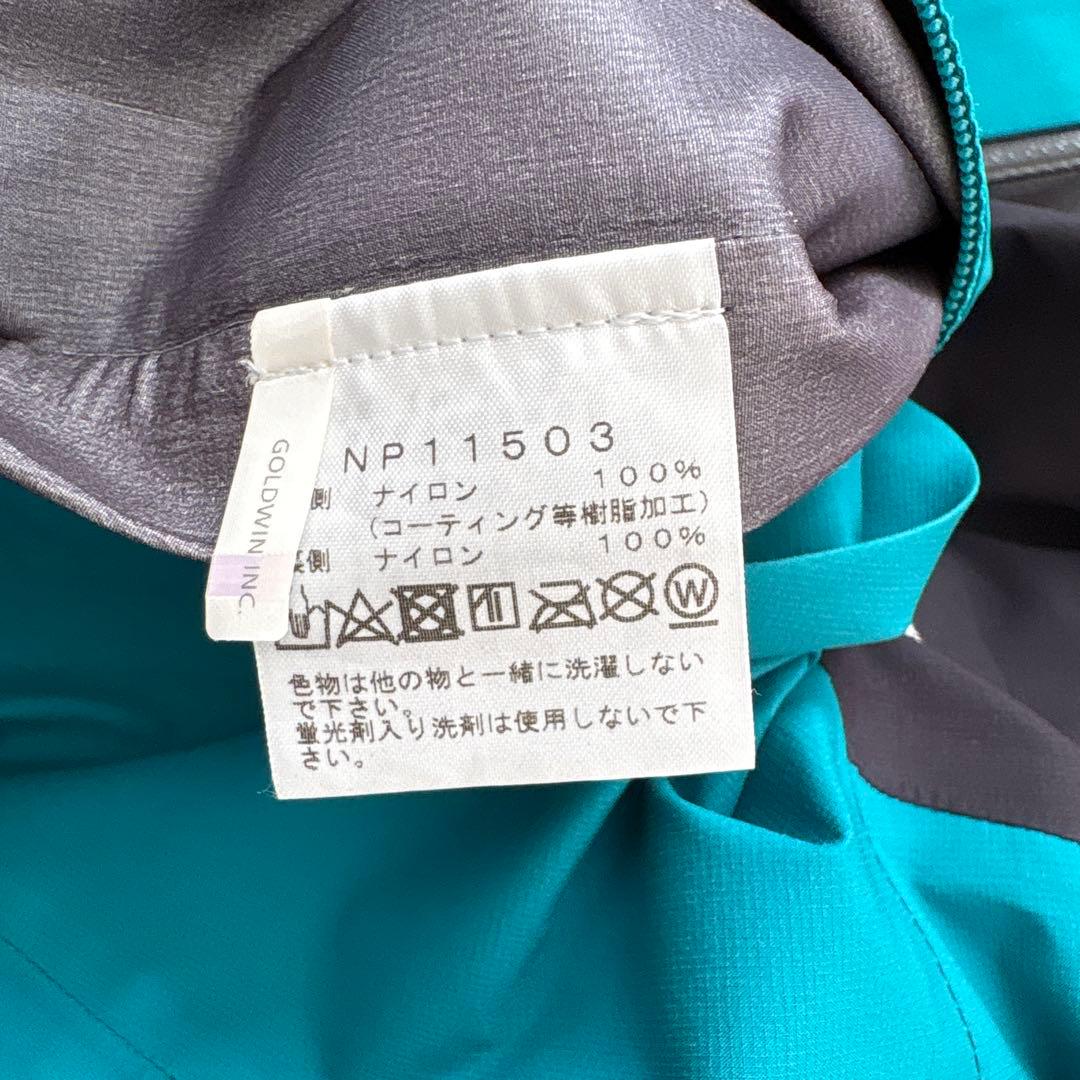 GOLDWIN INC.
NP11503
側 ナイロン 100%
(コーティング等樹脂加工)
裏側 ナイロン 100%
W
色物は他の物と一緒に洗濯しない
で下さい。
蛍光剤入り洗剤は使用しないで下
さい。